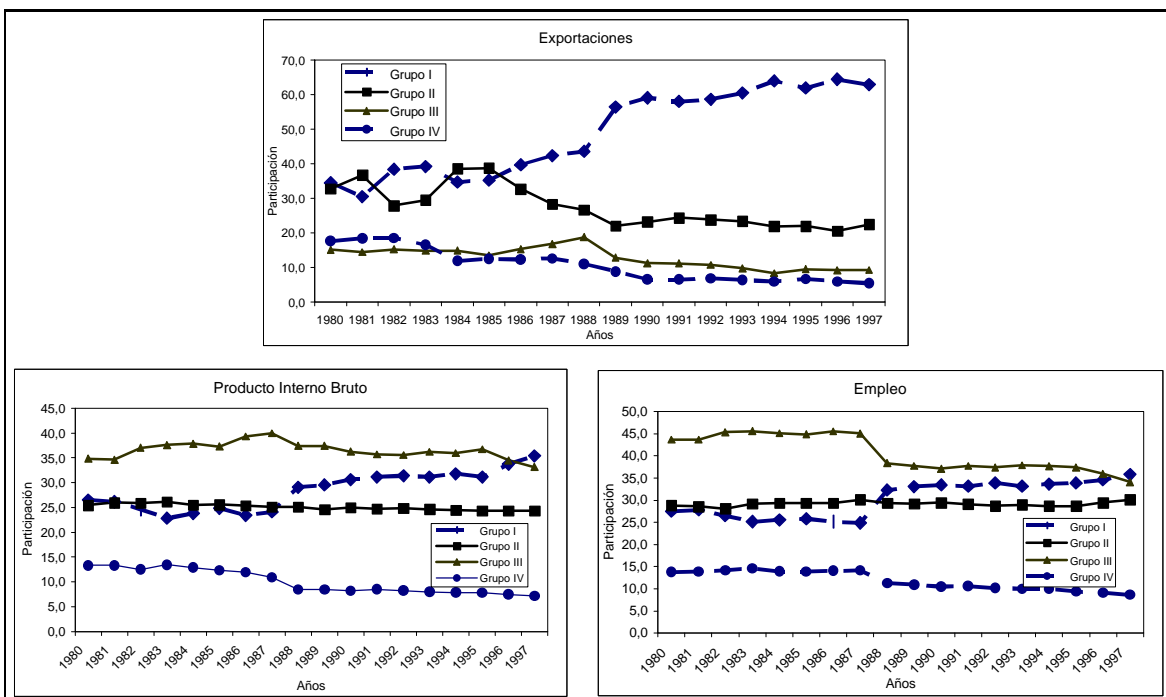 Exportaciones
70,0
60,0
50,0
40,0
30,0
20,0
10,0
0,0
Participación
Grupo I
Grupo II
Grupo III
Grupo IV
1980 1981 1982 1983 1984 1985 1986 1987 1988 1989 1990 1991 1992 1993 1994 1995 1996 1997
Años
Producto Interno Bruto
45,0
40,0
35,0
30,0
25,0
20,0
15,0
10,0
5,0
0,0
Participación
Grupo I
Grupo II
Grupo III
Grupo IV
1980 1981 1982 1983 1984 1985 1986 1987 1988 1989 1990 1991 1992 1993 1994 1995 1996 1997
Años
Empleo
50,0
45,0
40,0
35,0
30,0
25,0
20,0
15,0
10,0
5,0
0,0
Participación
Grupo I
Grupo II
Grupo III
Grupo IV
1980 1981 1982 1983 1984 1985 1986 1987 1988 1989 1990 1991 1992 1993 1994 1995 1996 1997
Años